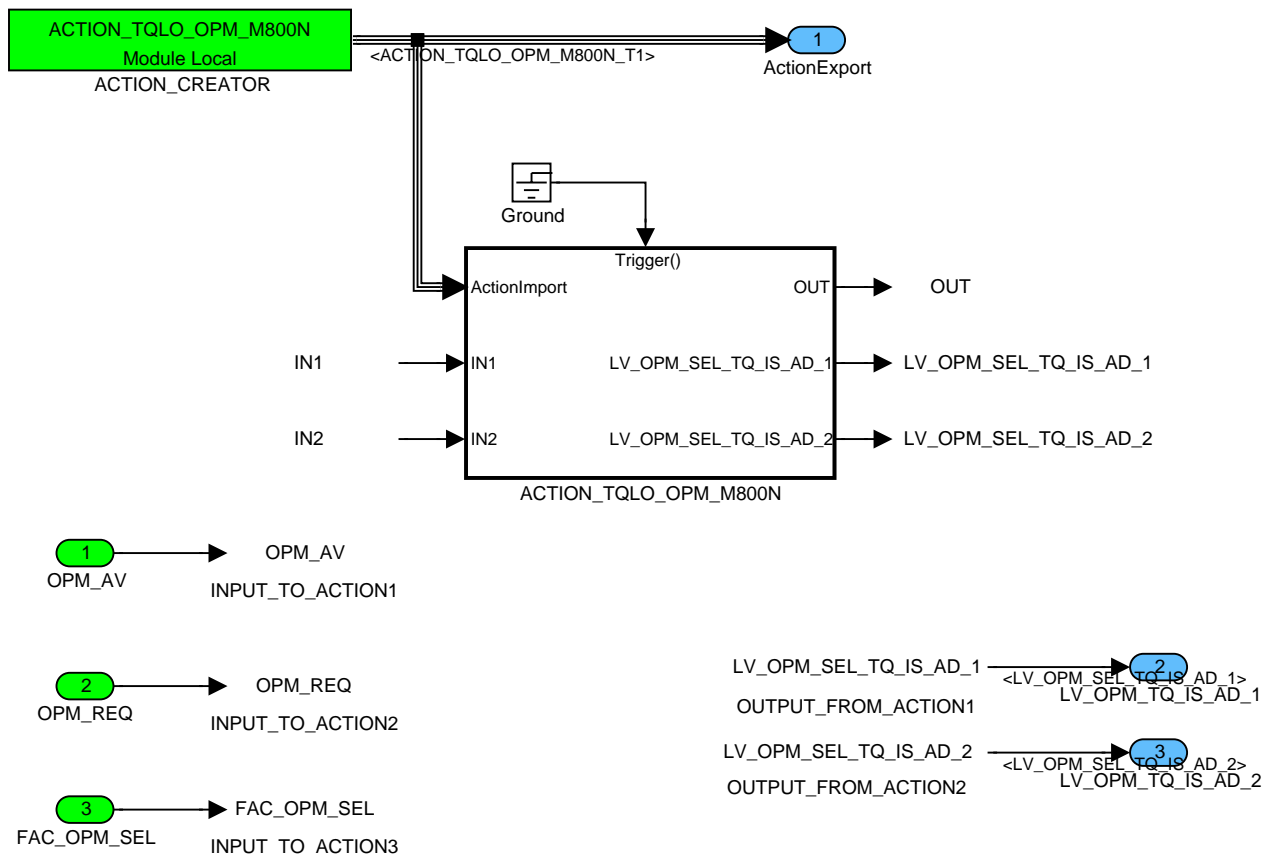 ACTION_TQLO_OPM_M800N
Module Local
ACTION_CREATOR
<ACTION_TQLO_OPM_M800N_T1>
1
ActionExport
Ground
Trigger()
ActionImport
OUT
OUT
IN1
IN1
LV_OPM_SEL_TQ_IS_AD_1
LV_OPM_SEL_TQ_IS_AD_1
IN2
IN2
LV_OPM_SEL_TQ_IS_AD_2
LV_OPM_SEL_TQ_IS_AD_2
ACTION_TQLO_OPM_M800N
1
OPM_AV
OPM_AV
INPUT_TO_ACTION1
2
OPM_REQ
OPM_REQ
INPUT_TO_ACTION2
3
FAC_OPM_SEL
FAC_OPM_SEL
INPUT_TO_ACTION3
LV_OPM_SEL_TQ_IS_AD_1
OUTPUT_FROM_ACTION1
2
<LV_OPM_SEL_TQ_IS_AD_1>
LV_OPM_TQ_IS_AD_1
LV_OPM_SEL_TQ_IS_AD_2
OUTPUT_FROM_ACTION2
3
<LV_OPM_SEL_TQ_IS_AD_2>
LV_OPM_TQ_IS_AD_2